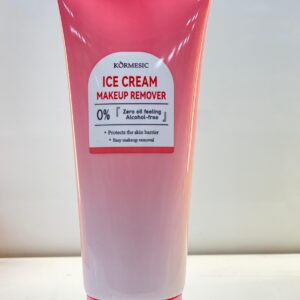 KORMESIC
ICE CREAM
MAKEUP REMOVER
0% 「 Zero oil feeling
Alcohol-free 」
• Protects the skin barrier
• Easy makeup removal